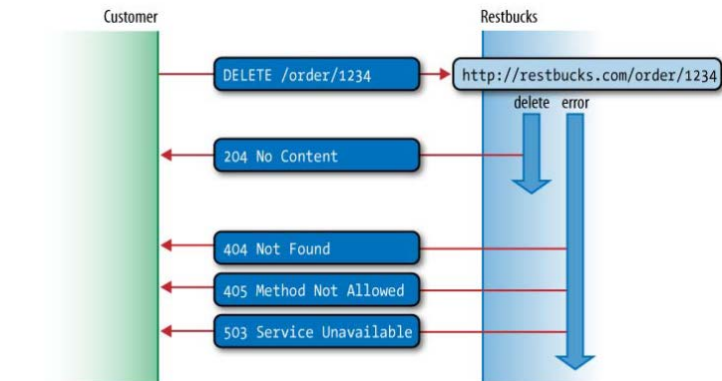 Customer
Restbucks
DELETE /order/1234
http://restbucks.com/order/1234
delete error
204 No Content
404 Not Found
405 Method Not Allowed
503 Service Unavailable